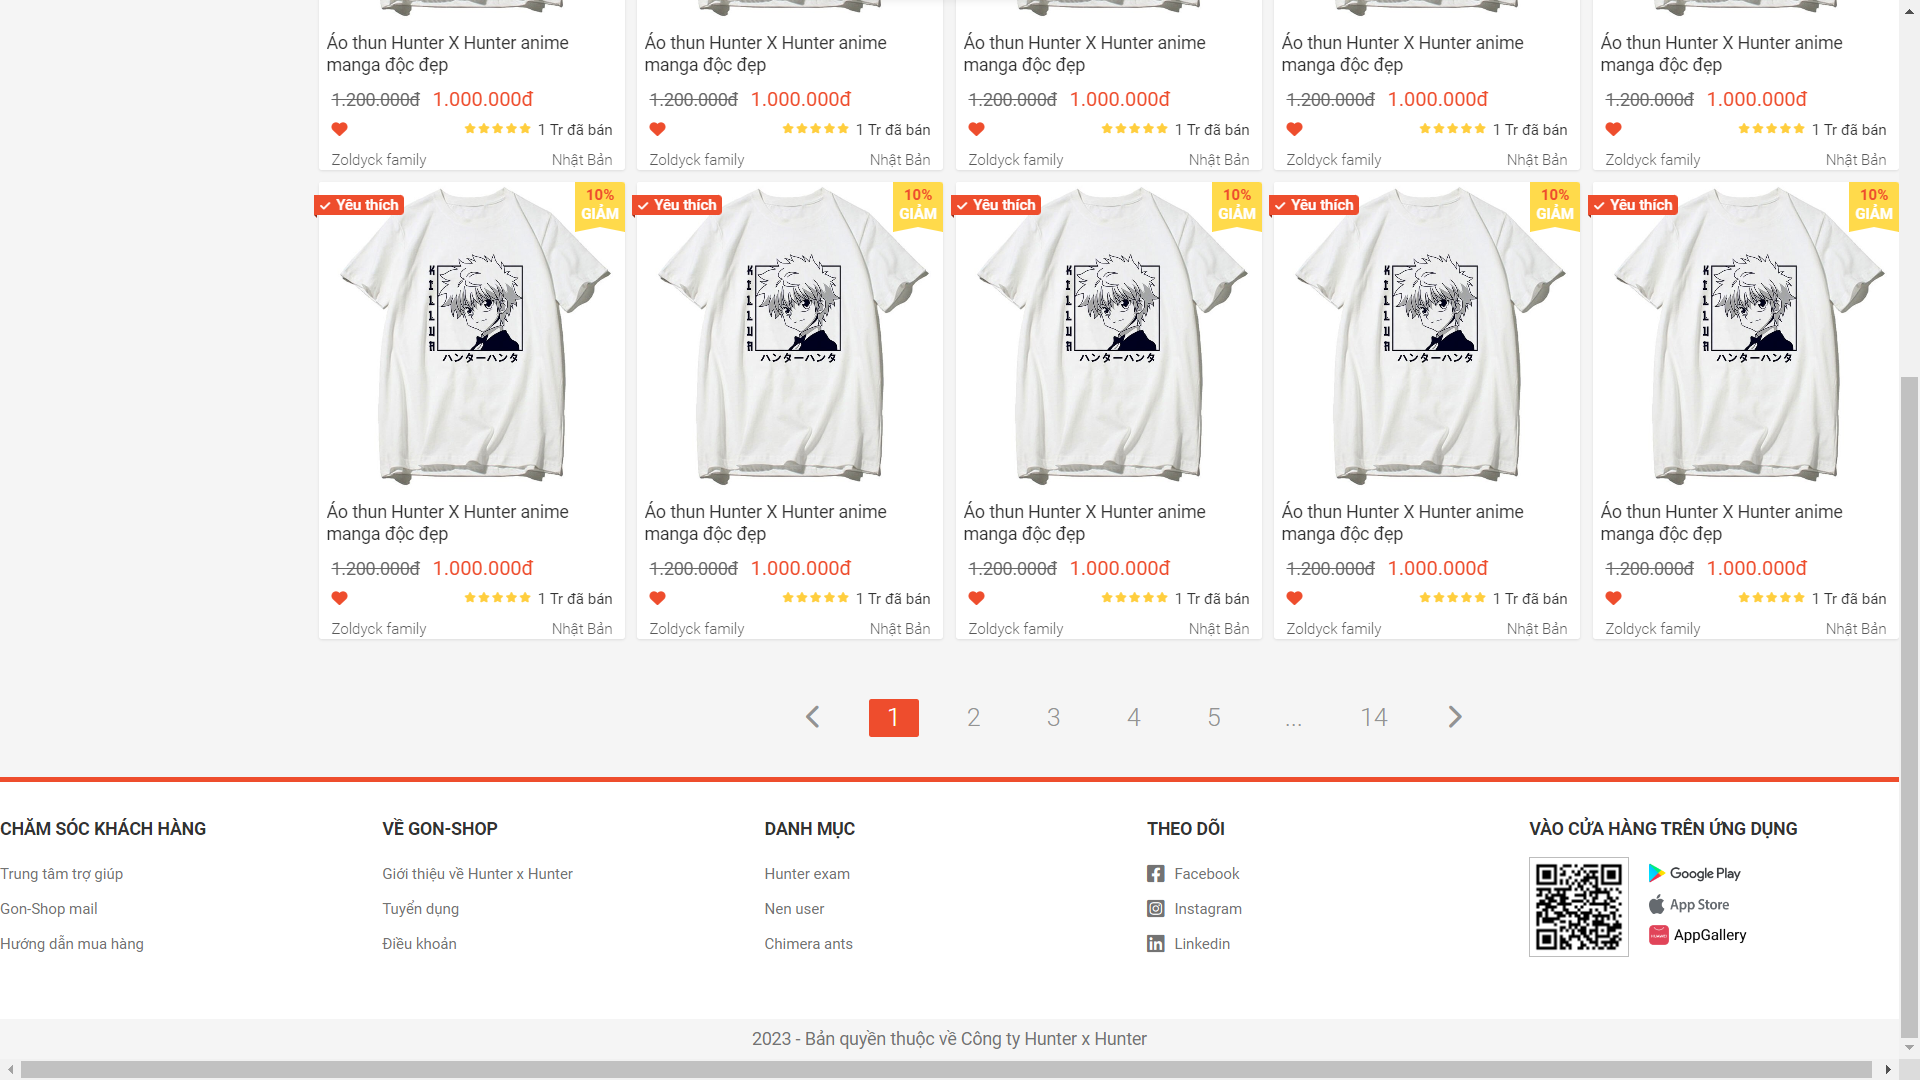 Áo thun Hunter X Hunter anime manga độc đẹp
1.200.000đ 1.000.000đ
1 Tr đã bán
Zoldyck family Nhật Bản
Áo thun Hunter X Hunter anime manga độc đẹp
1.200.000đ 1.000.000đ
1 Tr đã bán
Zoldyck family Nhật Bản
Áo thun Hunter X Hunter anime manga độc đẹp
1.200.000đ 1.000.000đ
1 Tr đã bán
Zoldyck family Nhật Bản
Áo thun Hunter X Hunter anime manga độc đẹp
1.200.000đ 1.000.000đ
1 Tr đã bán
Zoldyck family Nhật Bản
Áo thun Hunter X Hunter anime manga độc đẹp
1.200.000đ 1.000.000đ
1 Tr đã bán
Zoldyck family Nhật Bản
Yêu thích
10%
GIẢM
KILLUA
ハンターハンタ
Áo thun Hunter X Hunter anime manga độc đẹp
1.200.000đ 1.000.000đ
1 Tr đã bán
Zoldyck family Nhật Bản
Yêu thích
10%
GIẢM
KILLUA
ハンターハンタ
Áo thun Hunter X Hunter anime manga độc đẹp
1.200.000đ 1.000.000đ
1 Tr đã bán
Zoldyck family Nhật Bản
Yêu thích
10%
GIẢM
KILLUA
ハンターハンタ
Áo thun Hunter X Hunter anime manga độc đẹp
1.200.000đ 1.000.000đ
1 Tr đã bán
Zoldyck family Nhật Bản
Yêu thích
10%
GIẢM
KILLUA
ハンターハンタ
Áo thun Hunter X Hunter anime manga độc đẹp
1.200.000đ 1.000.000đ
1 Tr đã bán
Zoldyck family Nhật Bản
Yêu thích
10%
GIẢM
KILLUA
ハンターハンタ
Áo thun Hunter X Hunter anime manga độc đẹp
1.200.000đ 1.000.000đ
1 Tr đã bán
Zoldyck family Nhật Bản
1 2 3 4 5 ... 14
CHĂM SÓC KHÁCH HÀNG
Trung tâm trợ giúp
Gon-Shop mail
Hướng dẫn mua hàng
VỀ GON-SHOP
Giới thiệu về Hunter x Hunter
Tuyển dụng
Điều khoản
DANH MỤC
Hunter exam
Nen user
Chimera ants
THEO DÕI
Facebook
Instagram
Linkedin
VÀO CỬA HÀNG TRÊN ỨNG DỤNG
Google Play
App Store
AppGallery
2023 - Bản quyền thuộc về Công ty Hunter x Hunter